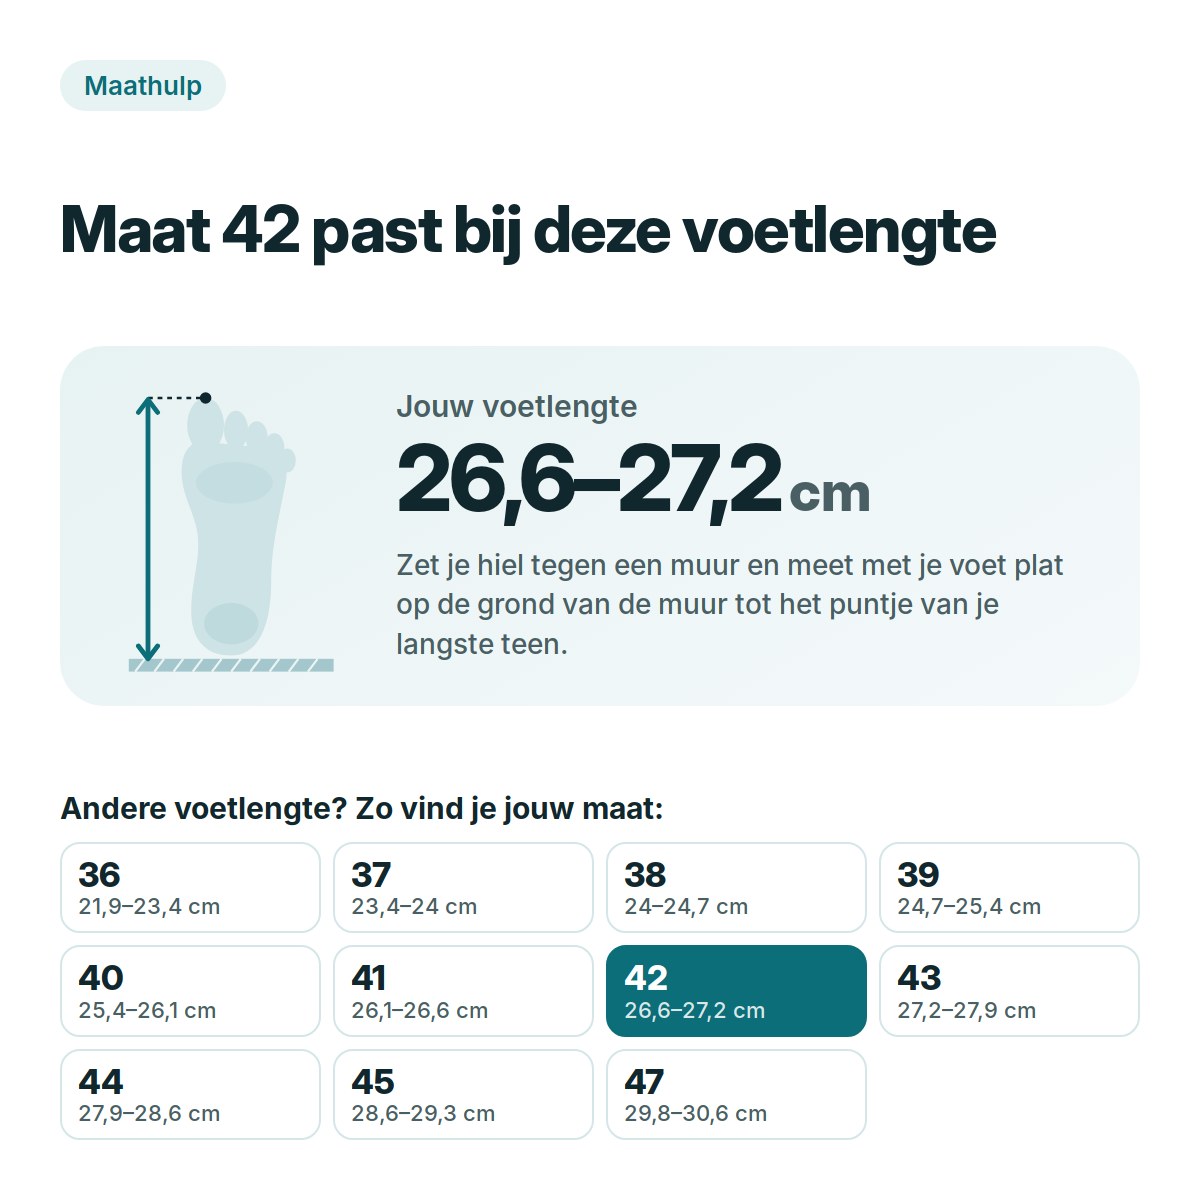 Maathulp
Maat 42 past bij deze voetlengte
Jouw voetlengte
26,6–27,2 cm
Zet je hiel tegen een muur en meet met je voet plat
op de grond van de muur tot het puntje van je
langste teen.
Andere voetlengte? Zo vind je jouw maat:
36
21,9–23,4 cm
37
23,4–24 cm
38
24–24,7 cm
39
24,7–25,4 cm
40
25,4–26,1 cm
41
26,1–26,6 cm
42
26,6–27,2 cm
43
27,2–27,9 cm
44
27,9–28,6 cm
45
28,6–29,3 cm
47
29,8–30,6 cm